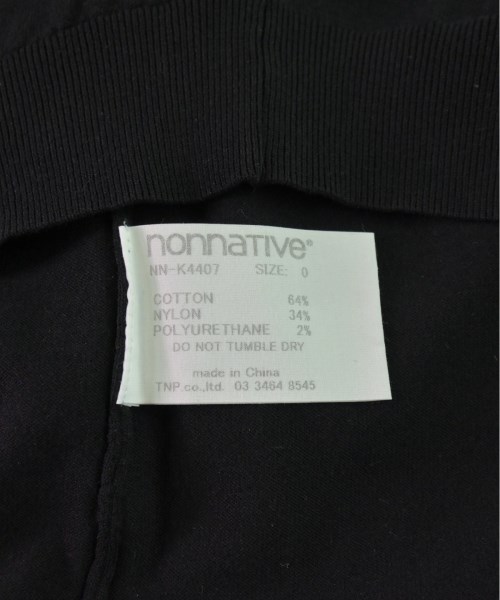 nonnative®
NN-K4407 SIZE: 0
COTTON 64%
NYLON 34%
POLYURETHANE 2%
DO NOT TUMBLE DRY
made in China
TNP.co,.ltd. 03 3464 8545